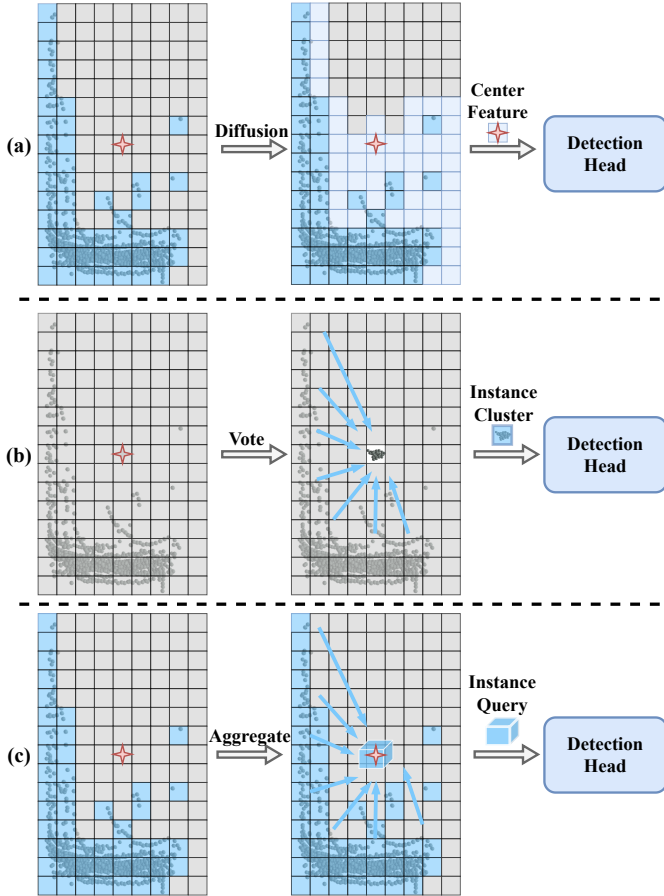 (a)
Diffusion
Center
Feature
Detection
Head
(b)
Vote
Instance
Cluster
Detection
Head
(c)
Aggregate
Instance
Query
Detection
Head